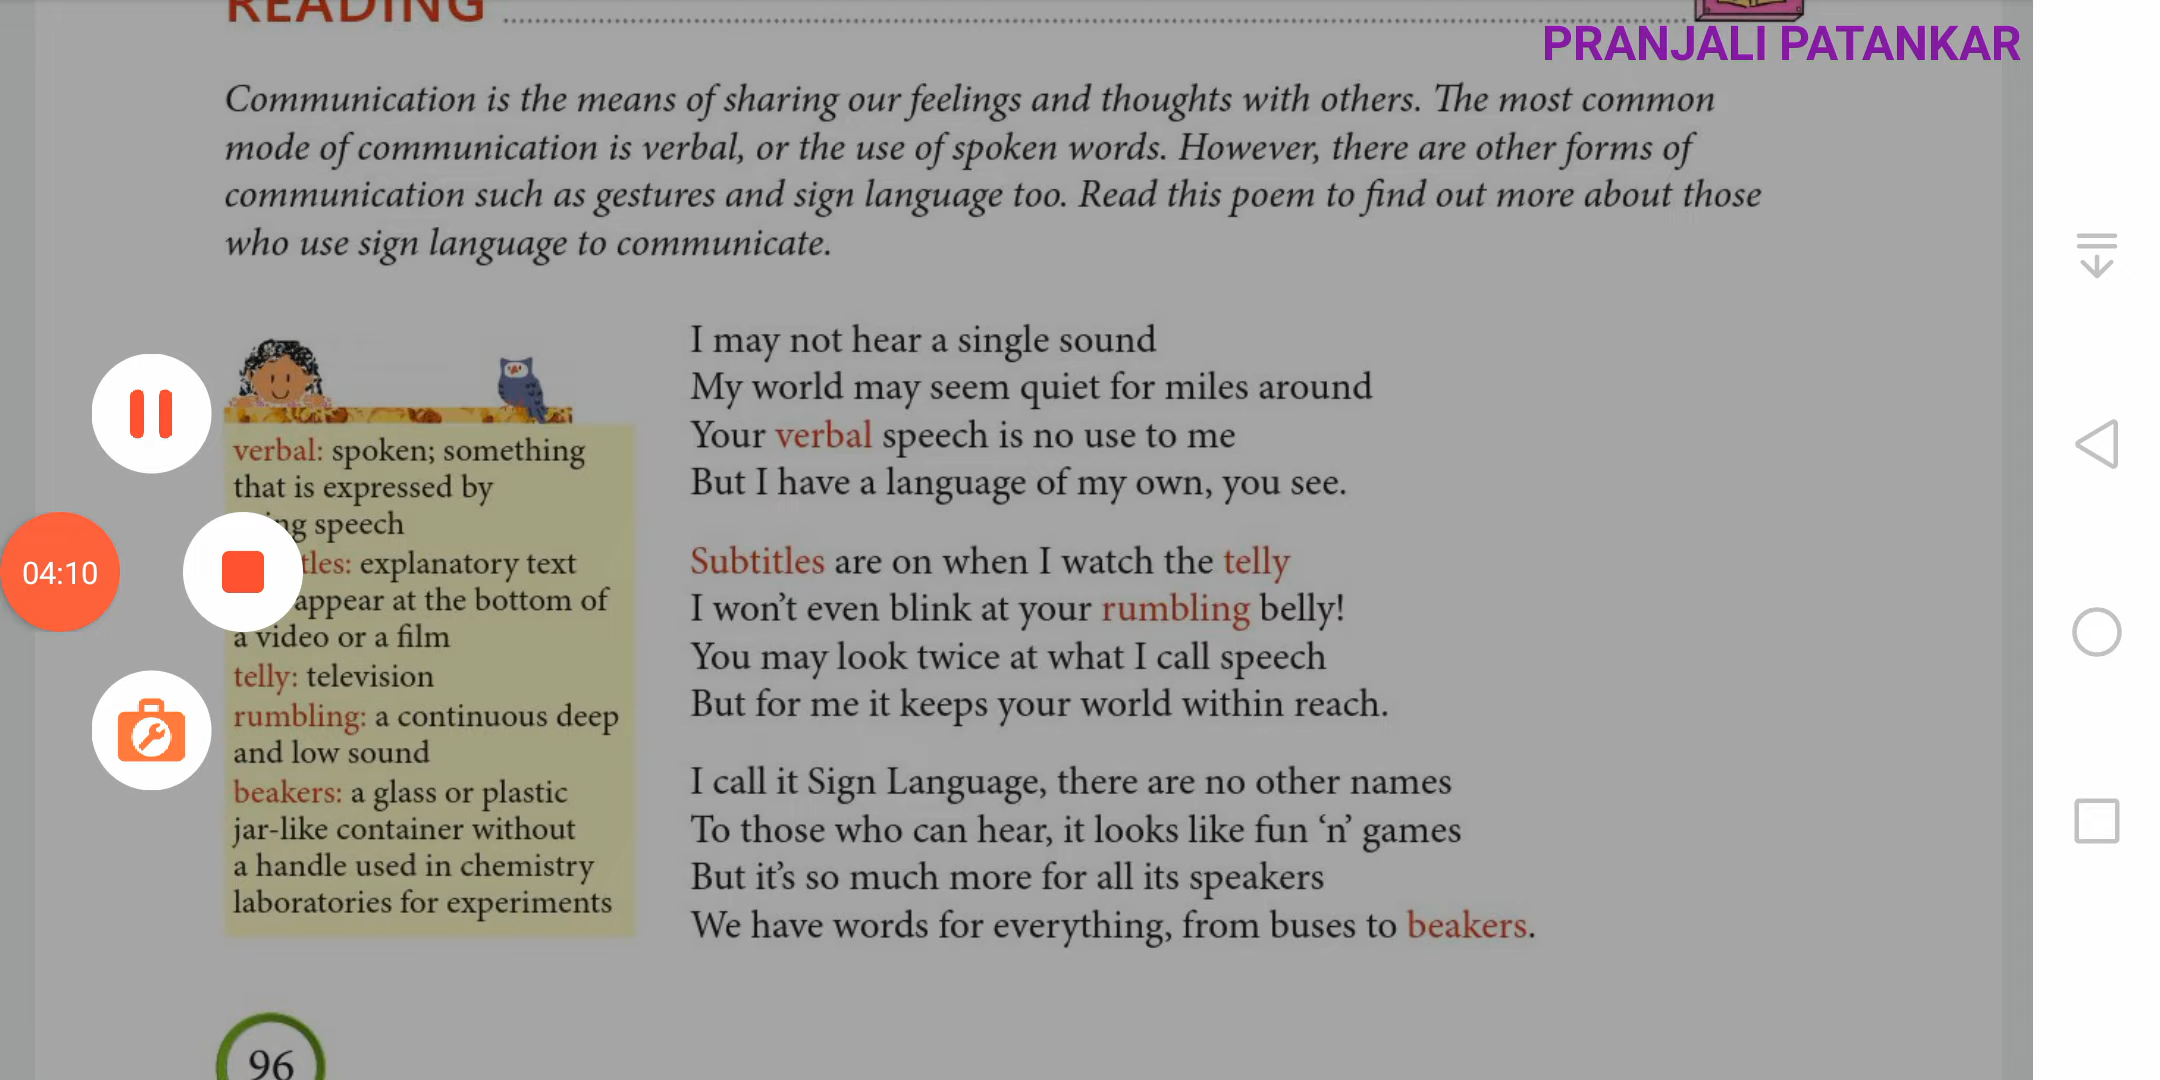 READING
PRANJALI PATANKAR
Communication is the means of sharing our feelings and thoughts with others. The most common
mode of communication is verbal, or the use of spoken words. However, there are other forms of
communication such as gestures and sign language too. Read this poem to find out more about those
who use sign language to communicate.
verbal: spoken; something
that is expressed by
ing speech
tles: explanatory text
appear at the bottom of
a video or a film
telly: television
rumbling: a continuous deep
and low sound
beakers: a glass or plastic
jar-like container without
a handle used in chemistry
laboratories for experiments
I may not hear a single sound
My world may seem quiet for miles around
Your verbal speech is no use to me
But I have a language of my own, you see.
Subtitles are on when I watch the telly
I won't even blink at your rumbling belly!
You may look twice at what I call speech
But for me it keeps your world within reach.
I call it Sign Language, there are no other names
To those who can hear, it looks like fun 'n' games
But it's so much more for all its speakers
We have words for everything, from buses to beakers.
04:10
96